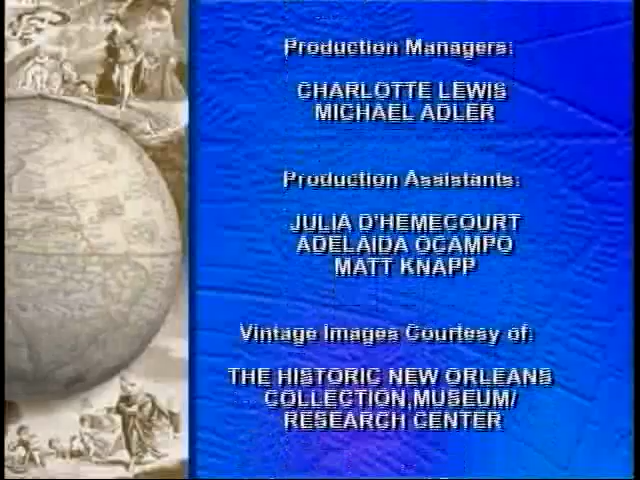 Production Managers:
CHARLOTTE LEWIS
MICHAEL ADLER
Production Assistants:
JULIA D'HEMECOURT
ADELAIDA OCAMPO
MATT KNAPP
Vintage Images Courtesy of:
THE HISTORIC NEW ORLEANS
COLLECTION,MUSEUM/
RESEARCH CENTER